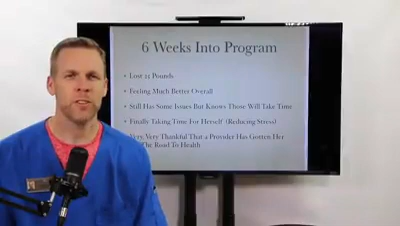 6 Weeks Into Program
Lost 21 Pounds
Feeling Much Better Overall
Still Has Some Issues But Knows Those Will Take Time
Finally Taking Time For Herself (Reducing Stress)
Very, Very Thankful That a Provider Has Gotten Her
The Road To Health